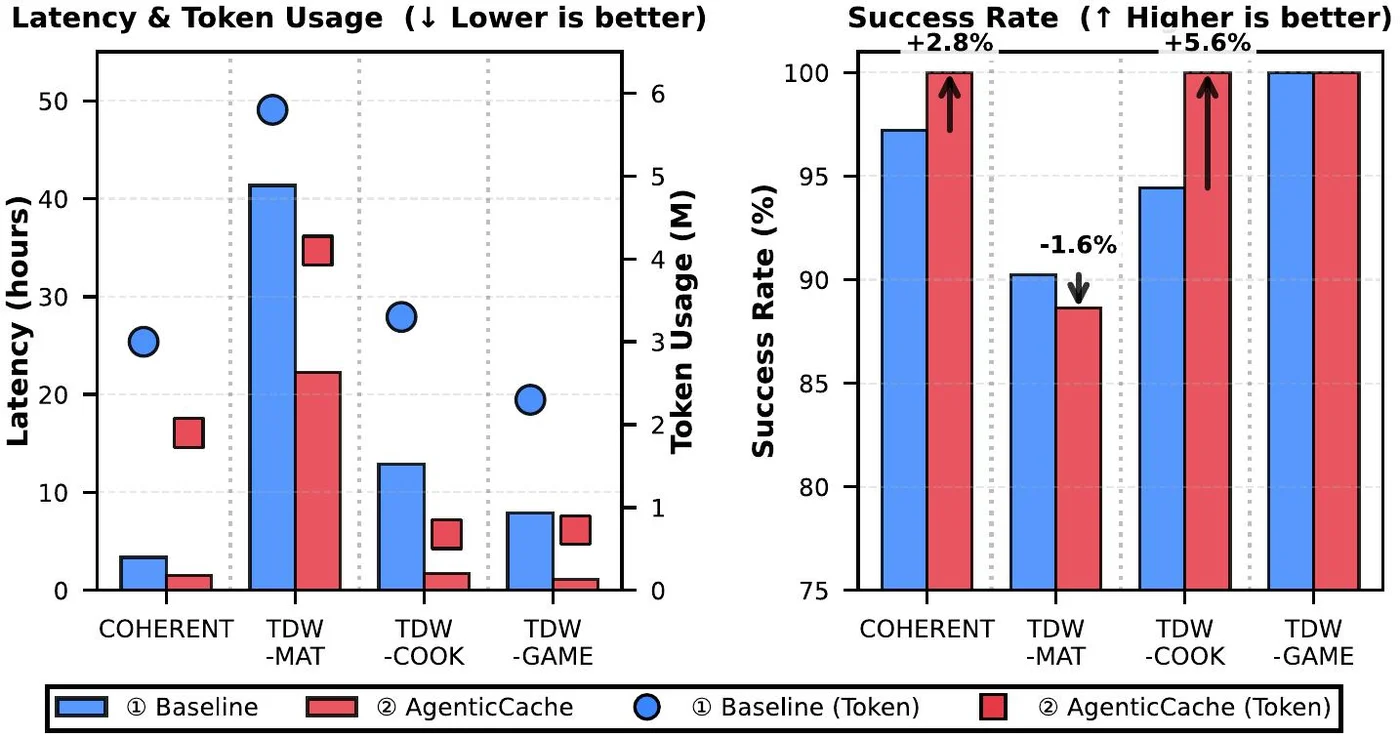 Latency & Token Usage (↓ Lower is better)
50
40
30
20
10
0
Latency (hours)
6
5
4
3
2
1
0
Token Usage (M)
COHERENT
TDW
-MAT
TDW
-COOK
TDW
-GAME
Success Rate (↑ Higher is better)
+2.8%
+5.6%
-1.6%
100
95
90
85
80
75
Success Rate (%)
COHERENT
TDW
-MAT
TDW
-COOK
TDW
-GAME
① Baseline ② AgenticCache ① Baseline (Token) ② AgenticCache (Token)